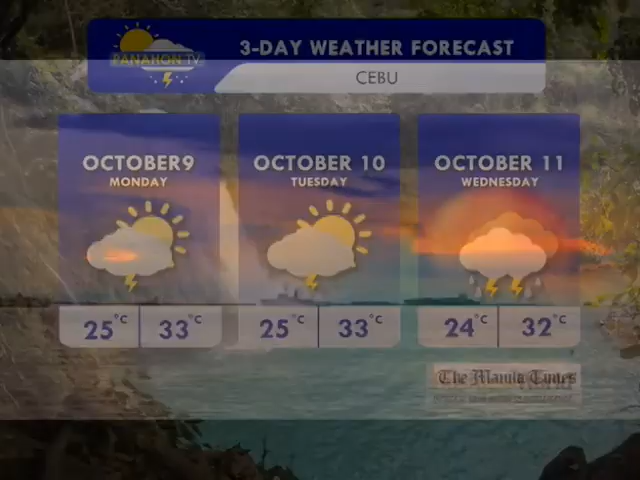 PANAHON TV
3-DAY WEATHER FORECAST
CEBU
OCTOBER9
MONDAY
25°C
33°C
OCTOBER 10
TUESDAY
25°C
33°C
OCTOBER 11
WEDNESDAY
24°C
32°C
The Manila Times